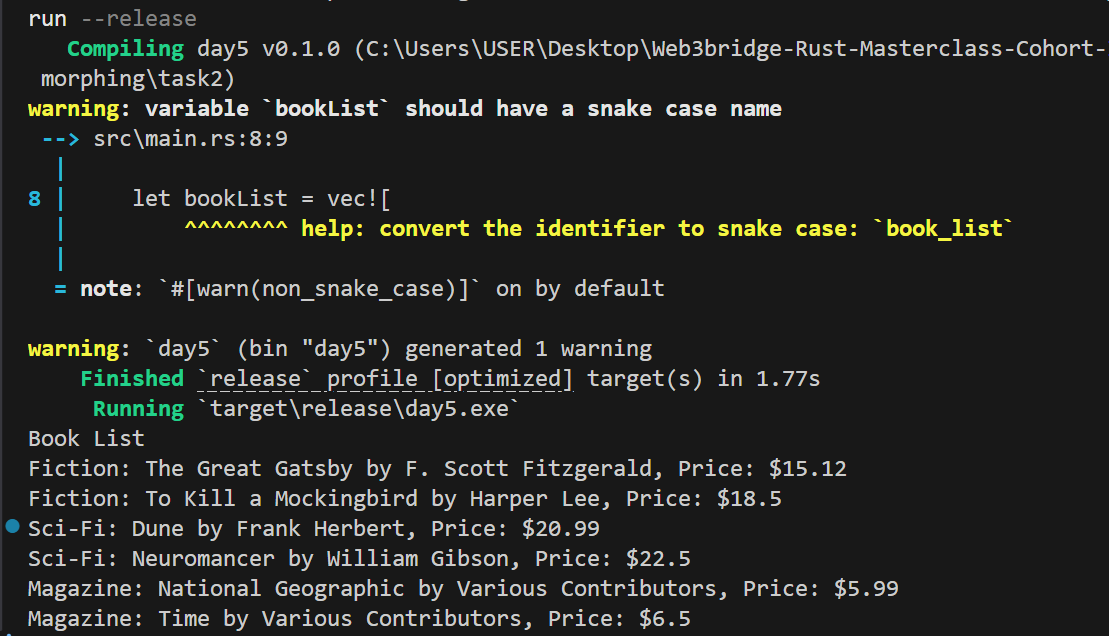 run --release
Compiling day5 v0.1.0 (C:\Users\USER\Desktop\Web3bridge-Rust-Masterclass-Cohort-
morphing\task2)
warning: variable `bookList` should have a snake case name
--> src\main.rs:8:9
|
8 | let bookList = vec![
| ^^^^^^^^ help: convert the identifier to snake case: `book_list`
|
= note: `#[warn(non_snake_case)]` on by default
warning: `day5` (bin "day5") generated 1 warning
Finished `release` profile [optimized] target(s) in 1.77s
Running `target\release\day5.exe`
Book List
Fiction: The Great Gatsby by F. Scott Fitzgerald, Price: $15.12
Fiction: To Kill a Mockingbird by Harper Lee, Price: $18.5
Sci-Fi: Dune by Frank Herbert, Price: $20.99
Sci-Fi: Neuromancer by William Gibson, Price: $22.5
Magazine: National Geographic by Various Contributors, Price: $5.99
Magazine: Time by Various Contributors, Price: $6.5